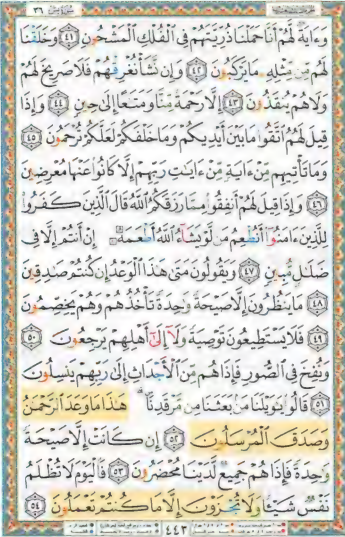 وَءَايَةٌ لَّهُمْ أَنَّا حَمَلْنَا ذُرِّيَّتَهُمْ فِى ٱلْفُلْكِ ٱلْمَشْحُونِ ٤١ وَخَلَقْنَا
لَهُم مِّن مِّثْلِهِۦ مَا يَرْكَبُونَ ٤٢ وَإِن نَّشَأْ نُغْرِقْهُمْ فَلَا صَرِيخَ لَهُمْ
وَلَا هُمْ يُنقَذُونَ ٤٣ إِلَّا رَحْمَةً مِّنَّا وَمَتَـٰعًا إِلَىٰ حِينٍ ٤٤ وَإِذَا
قِيلَ لَهُمُ ٱتَّقُوا۟ مَا بَيْنَ أَيْدِيكُمْ وَمَا خَلْفَكُمْ لَعَلَّكُمْ تُرْحَمُونَ ٤٥
وَمَا تَأْتِيهِم مِّنْ ءَايَةٍ مِّنْ ءَايَـٰتِ رَبِّهِمْ إِلَّا كَانُوا۟ عَنْهَا مُعْرِضِينَ
٤٦ وَإِذَا قِيلَ لَهُمْ أَنفِقُوا۟ مِمَّا رَزَقَكُمُ ٱللَّهُ قَالَ ٱلَّذِينَ كَفَرُوا۟
لِلَّذِينَ ءَامَنُوٓا۟ أَنُطْعِمُ مَن لَّوْ يَشَآءُ ٱللَّهُ أَطْعَمَهُۥٓ إِنْ أَنتُمْ إِلَّا فِى
ضَلَـٰلٍ مُّبِينٍ ٤٧ وَيَقُولُونَ مَتَىٰ هَـٰذَا ٱلْوَعْدُ إِن كُنتُمْ صَـٰدِقِينَ
٤٨ مَا يَنظُرُونَ إِلَّا صَيْحَةً وَٰحِدَةً تَأْخُذُهُمْ وَهُمْ يَخِصِّمُونَ
٤٩ فَلَا يَسْتَطِيعُونَ تَوْصِيَةً وَلَآ إِلَىٰٓ أَهْلِهِمْ يَرْجِعُونَ ٥٠
وَنُفِخَ فِى ٱلصُّورِ فَإِذَا هُم مِّنَ ٱلْأَجْدَاثِ إِلَىٰ رَبِّهِمْ يَنسِلُونَ
٥١ قَالُوا۟ يَـٰوَيْلَنَا مَنۢ بَعَثَنَا مِن مَّرْقَدِنَا ۜ هَـٰذَا مَا وَعَدَ ٱلرَّحْمَـٰنُ
وَصَدَقَ ٱلْمُرْسَلُونَ ٥٢ إِن كَانَتْ إِلَّا صَيْحَةً
وَٰحِدَةً فَإِذَا هُمْ جَمِيعٌ لَّدَيْنَا مُحْضَرُونَ ٥٣ فَٱلْيَوْمَ لَا تُظْلَمُ
نَفْسٌ شَيْـًٔا وَلَا تُجْزَوْنَ إِلَّا مَا كُنتُمْ تَعْمَلُونَ ٥٤
٤٤٣